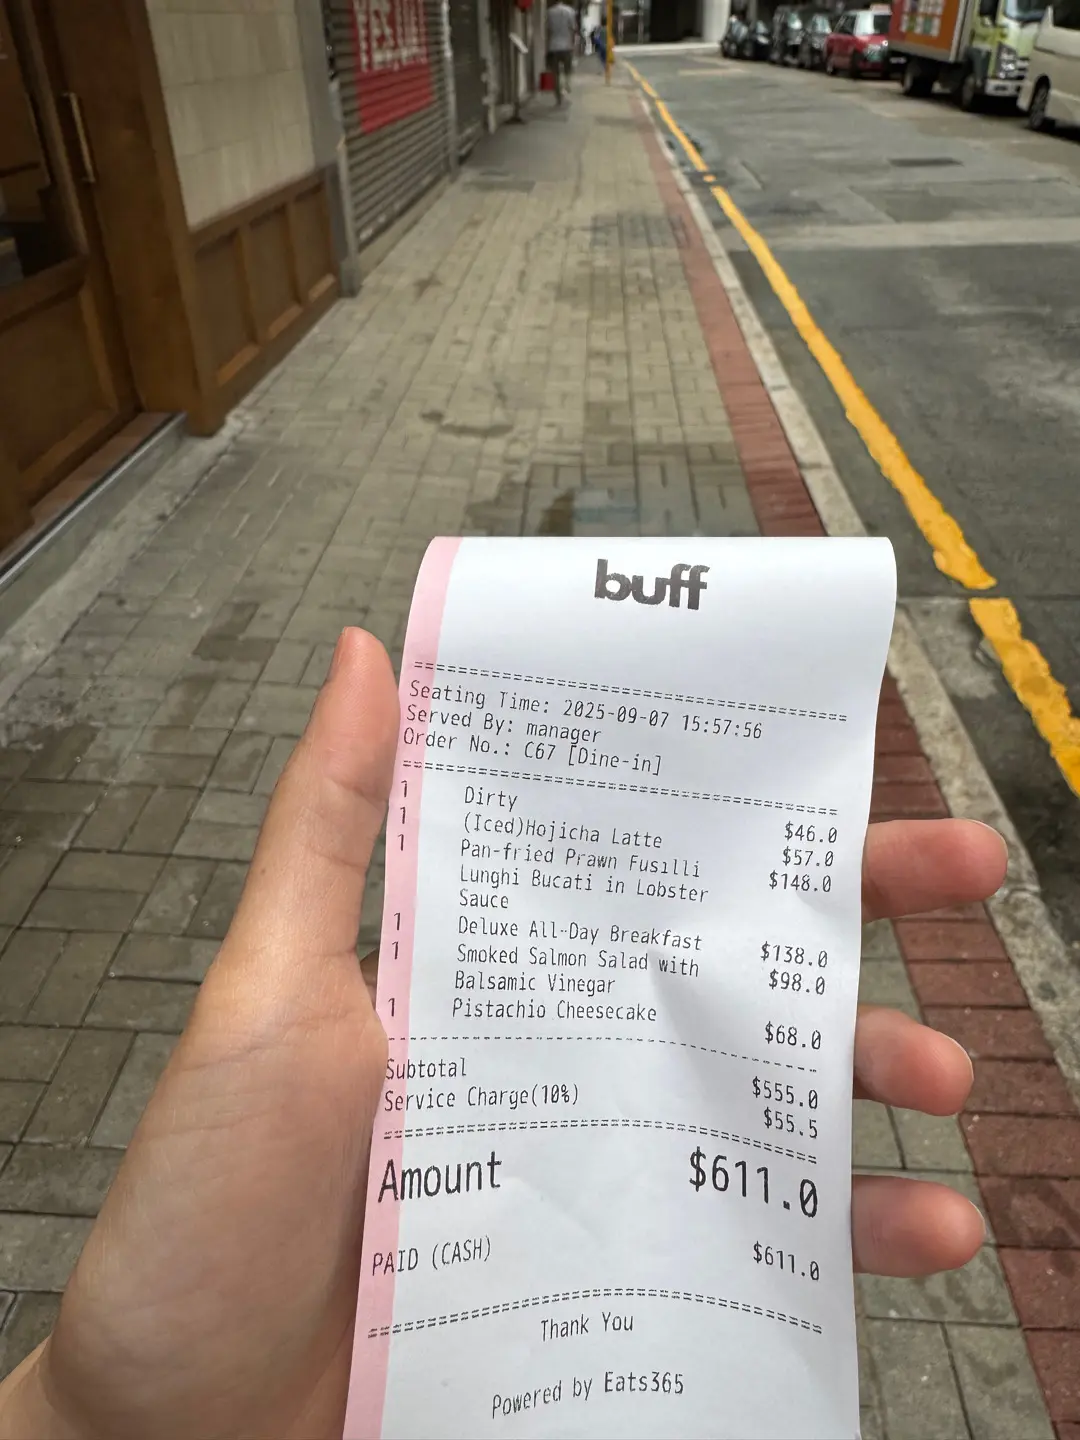 buff
Seating Time: 2025-09-07 15:57:56
Served By: manager
Order No.: C67 [Dine-in]
1 Dirty $46.0
1 (Iced)Hojicha Latte $57.0
1 Pan-fried Prawn Fusilli $148.0
Lunghi Bucati in Lobster
Sauce
1 Deluxe All-Day Breakfast $138.0
1 Smoked Salmon Salad with $98.0
Balsamic Vinegar
1 Pistachio Cheesecake $68.0
Subtotal $555.0
Service Charge(10%) $55.5
Amount $611.0
PAID (CASH) $611.0
Thank You
Powered by Eats365